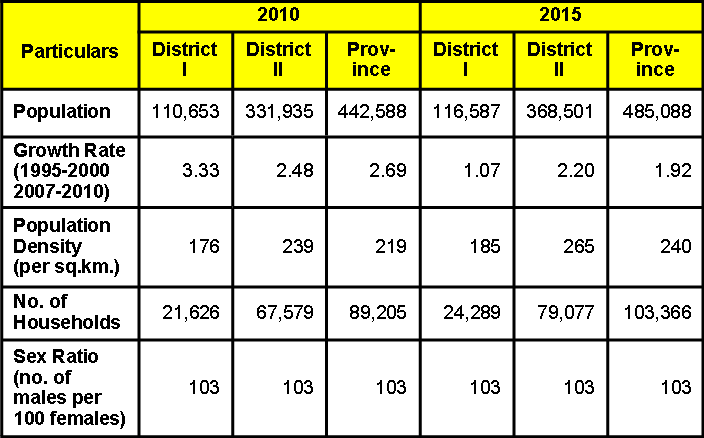 2010 2015
Particulars
District I District II Prov-ince District I District II Prov-ince
Population 110,653 331,935 442,588 116,587 368,501 485,088
Growth Rate
(1995-2000
2007-2010) 3.33 2.48 2.69 1.07 2.20 1.92
Population
Density
(per sq.km.) 176 239 219 185 265 240
No. of
Households 21,626 67,579 89,205 24,289 79,077 103,366
Sex Ratio
(no. of
males per
100 females) 103 103 103 103 103 103